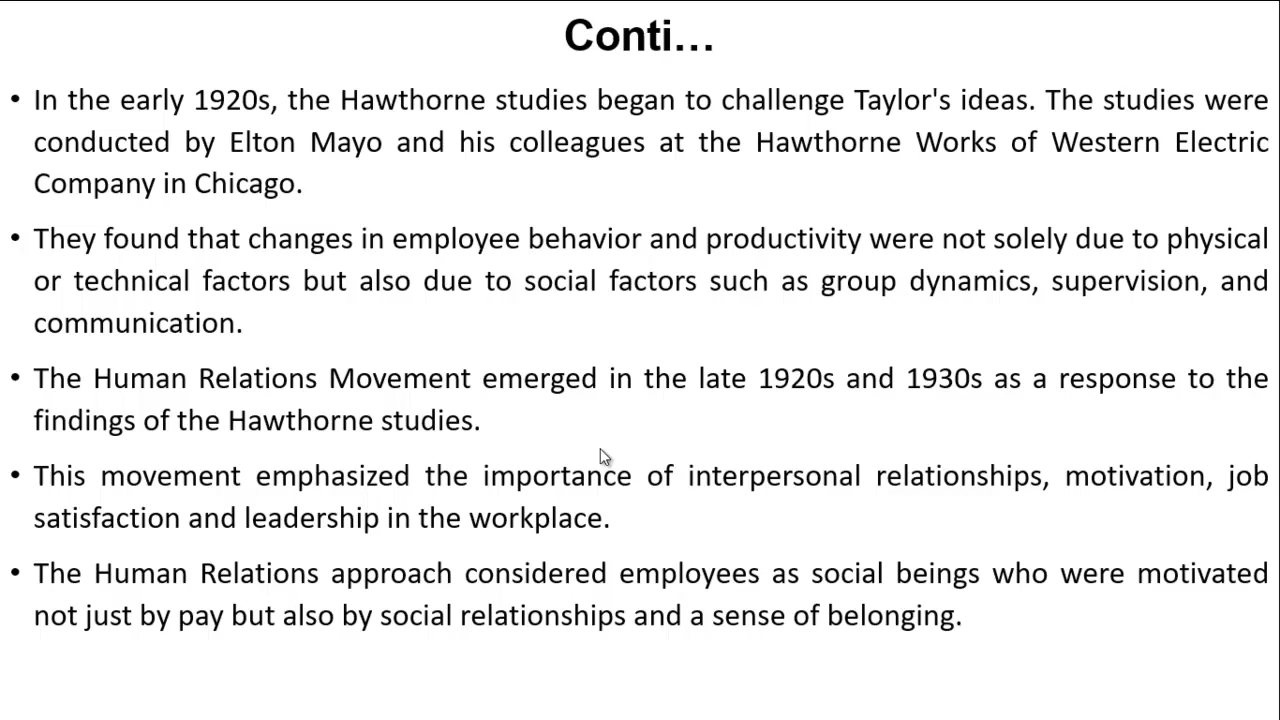 Conti…
• In the early 1920s, the Hawthorne studies began to challenge Taylor's ideas. The studies were
conducted by Elton Mayo and his colleagues at the Hawthorne Works of Western Electric
Company in Chicago.
• They found that changes in employee behavior and productivity were not solely due to physical
or technical factors but also due to social factors such as group dynamics, supervision, and
communication.
• The Human Relations Movement emerged in the late 1920s and 1930s as a response to the
findings of the Hawthorne studies.
• This movement emphasized the importance of interpersonal relationships, motivation, job
satisfaction and leadership in the workplace.
• The Human Relations approach considered employees as social beings who were motivated
not just by pay but also by social relationships and a sense of belonging.